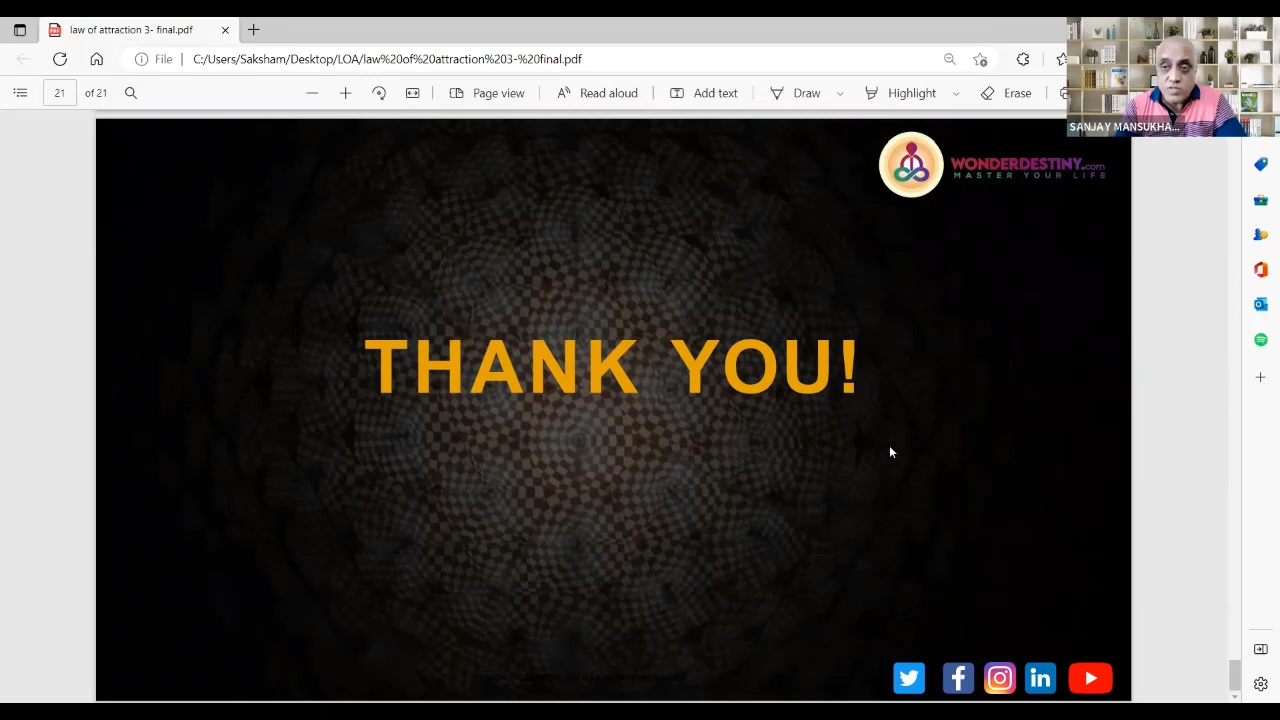 law of attraction 3- final.pdf
File
C:/Users/Saksham/Desktop/LOA/law%20of%20attraction%203-%20final.pdf
21 of 21
Page view
Read aloud
Add text
Draw
Highlight
Erase
SANJAY MANSUKHA...
WONDERDESTINY.com
MASTER YOUR LIFE
THANK YOU!